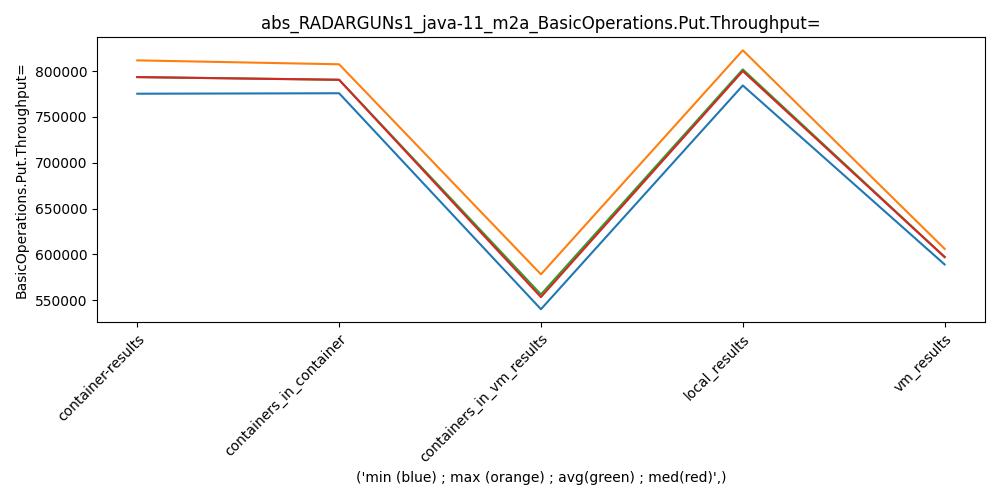 abs_RADARGUNs1_java-11_m2a_BasicOperations.Put.Throughput=
BasicOperations.Put.Throughput=
800000
750000
700000
650000
600000
550000
container-results
containers_in_container
containers_in_vm_results
local_results
vm_results
('min (blue) ; max (orange) ; avg(green) ; med(red)',)